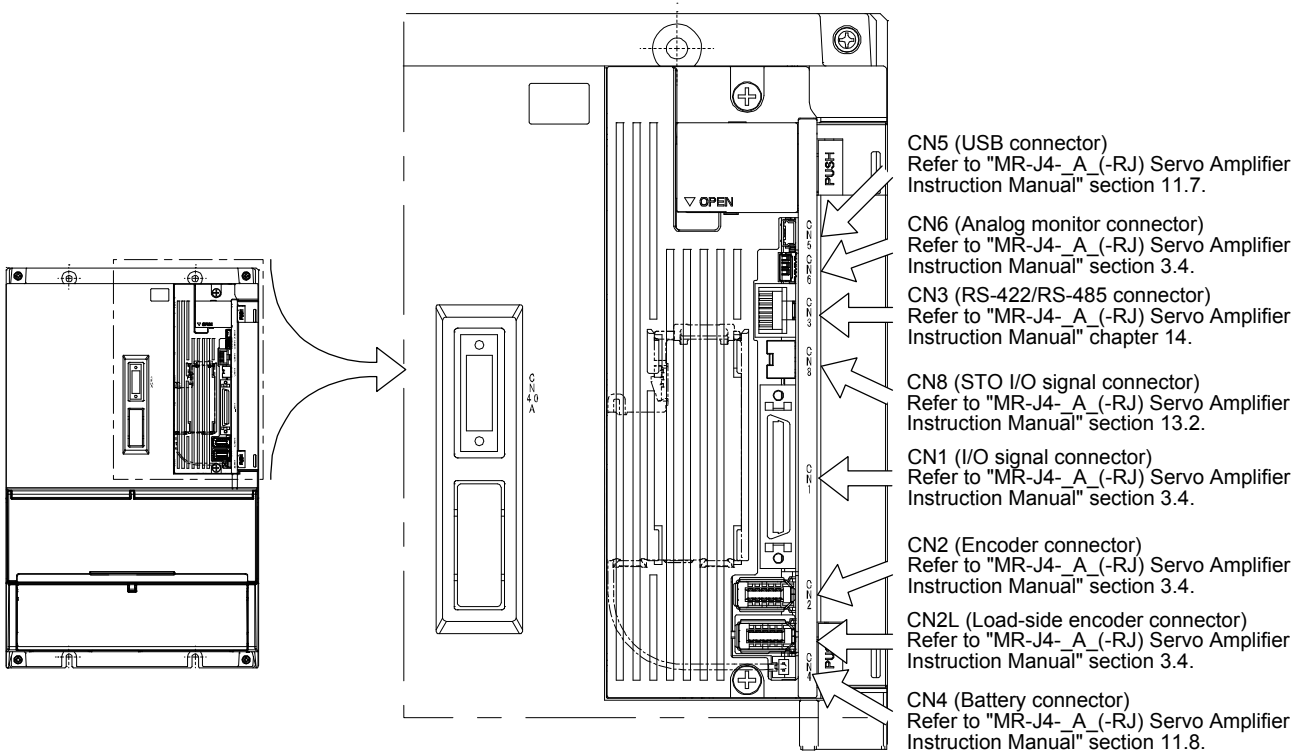 CN5 (USB connector)
Refer to "MR-J4-_A_(-RJ) Servo Amplifier
Instruction Manual" section 11.7.
CN6 (Analog monitor connector)
Refer to "MR-J4-_A_(-RJ) Servo Amplifier
Instruction Manual" section 3.4.
CN3 (RS-422/RS-485 connector)
Refer to "MR-J4-_A_(-RJ) Servo Amplifier
Instruction Manual" chapter 14.
CN8 (STO I/O signal connector)
Refer to "MR-J4-_A_(-RJ) Servo Amplifier
Instruction Manual" section 13.2.
CN1 (I/O signal connector)
Refer to "MR-J4-_A_(-RJ) Servo Amplifier
Instruction Manual" section 3.4.
CN2 (Encoder connector)
Refer to "MR-J4-_A_(-RJ) Servo Amplifier
Instruction Manual" section 3.4.
CN2L (Load-side encoder connector)
Refer to "MR-J4-_A_(-RJ) Servo Amplifier
Instruction Manual" section 3.4.
CN4 (Battery connector)
Refer to "MR-J4-_A_(-RJ) Servo Amplifier
Instruction Manual" section 11.8.
PUSH
▽ OPEN
CN5
CN6
CN3
CN8
CN40A
CN1
CN2
CN4
PU